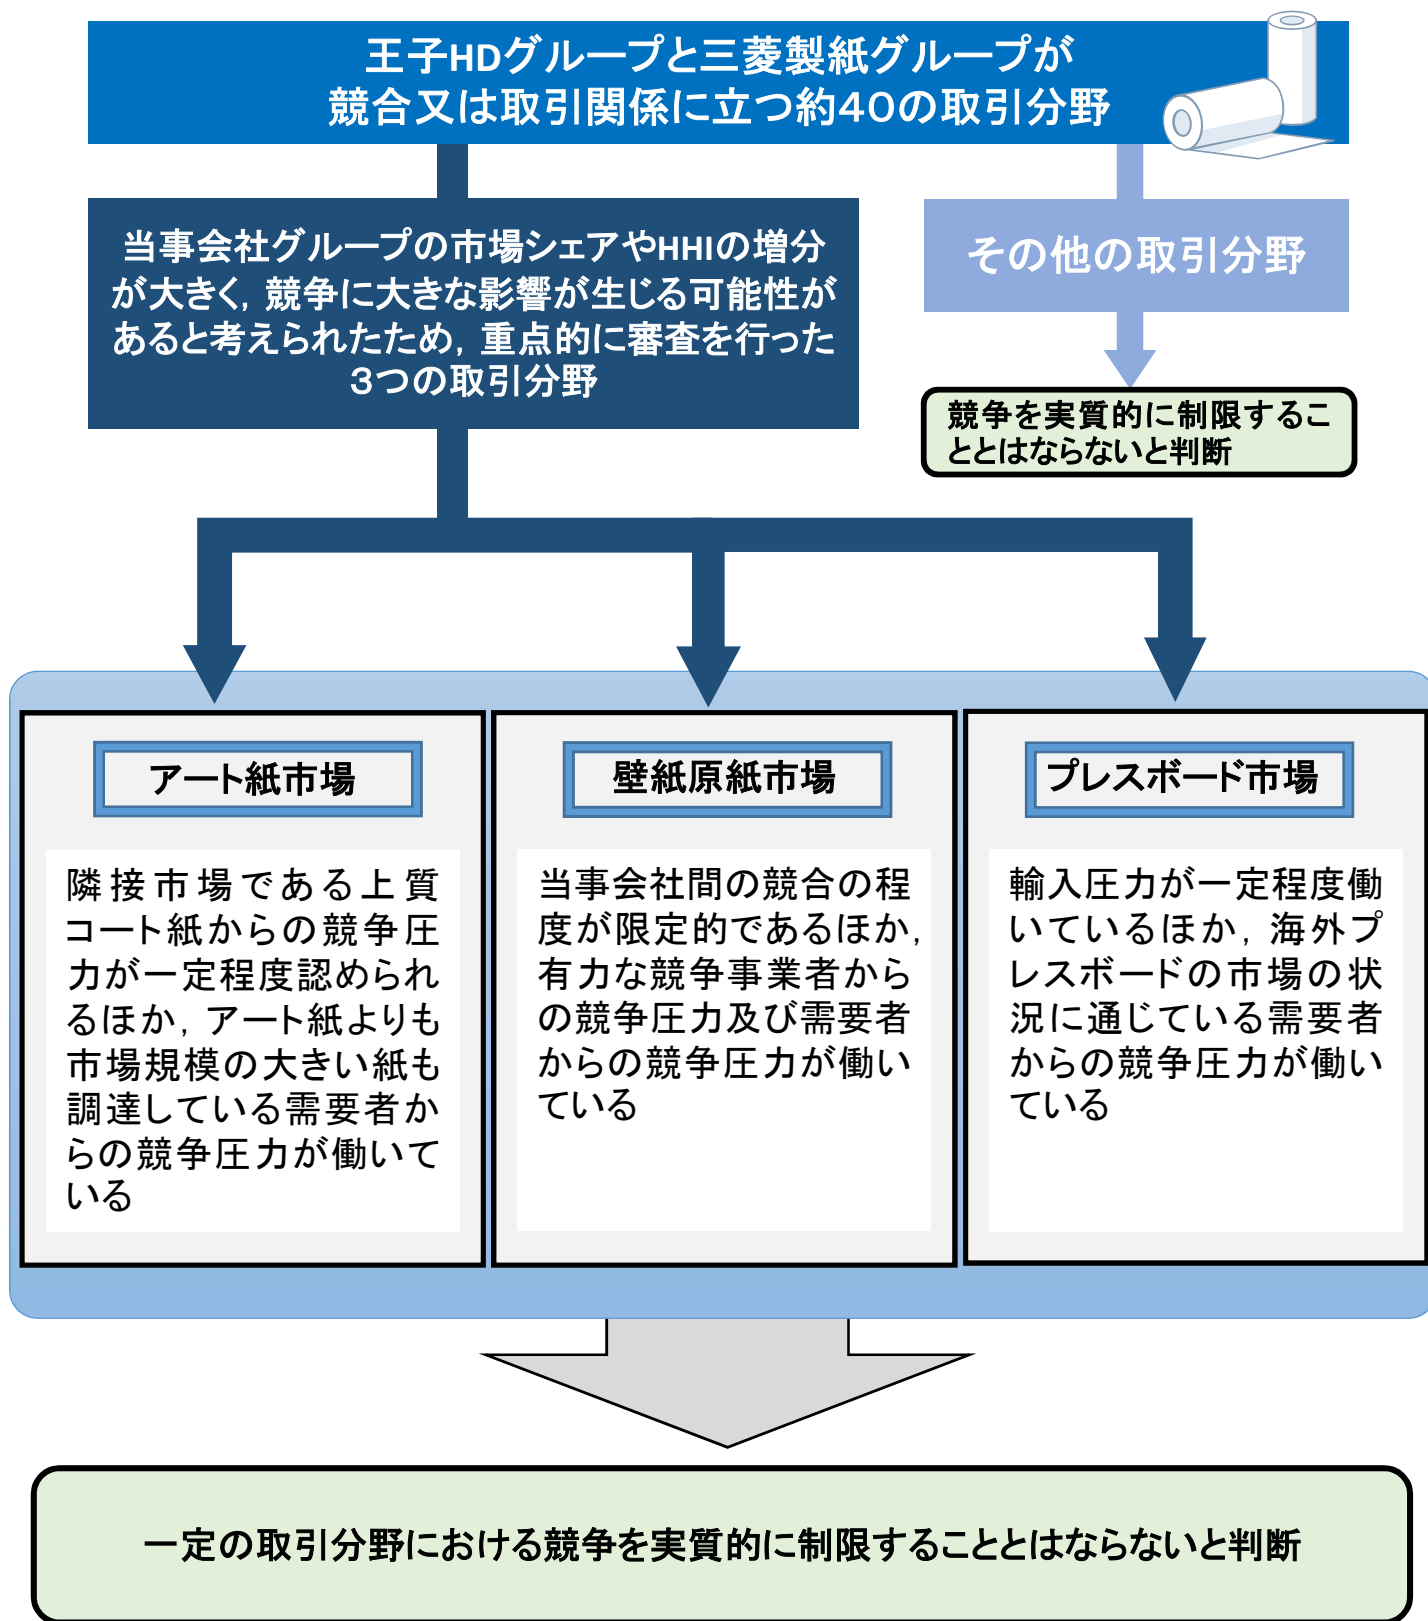 王子HDグループと三菱製紙グループが
競合又は取引関係に立つ約40の取引分野
当事会社グループの市場シェアやHHIの増分
が大きく，競争に大きな影響が生じる可能性が
あると考えられたため，重点的に審査を行った
３つの取引分野
その他の取引分野
競争を実質的に制限するこ
ととはならないと判断
アート紙市場
隣接市場である上質
コート紙からの競争圧
力が一定程度認められ
るほか，アート紙よりも
市場規模の大きい紙も
調達している需要者か
らの競争圧力が働いて
いる
壁紙原紙市場
当事会社間の競合の程
度が限定的であるほか，
有力な競争事業者から
の競争圧力及び需要者
からの競争圧力が働い
ている
プレスボード市場
輸入圧力が一定程度働
いているほか，海外プ
レスボードの市場の状
況に通じている需要者
からの競争圧力が働い
ている
一定の取引分野における競争を実質的に制限することとはならないと判断